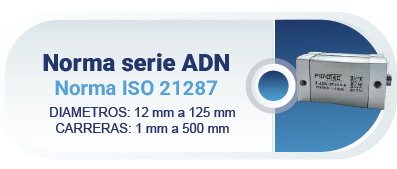 Norma serie ADN
Norma ISO 21287
DIAMETROS: 12 mm a 125 mm
CARRERAS: 1 mm a 500 mm